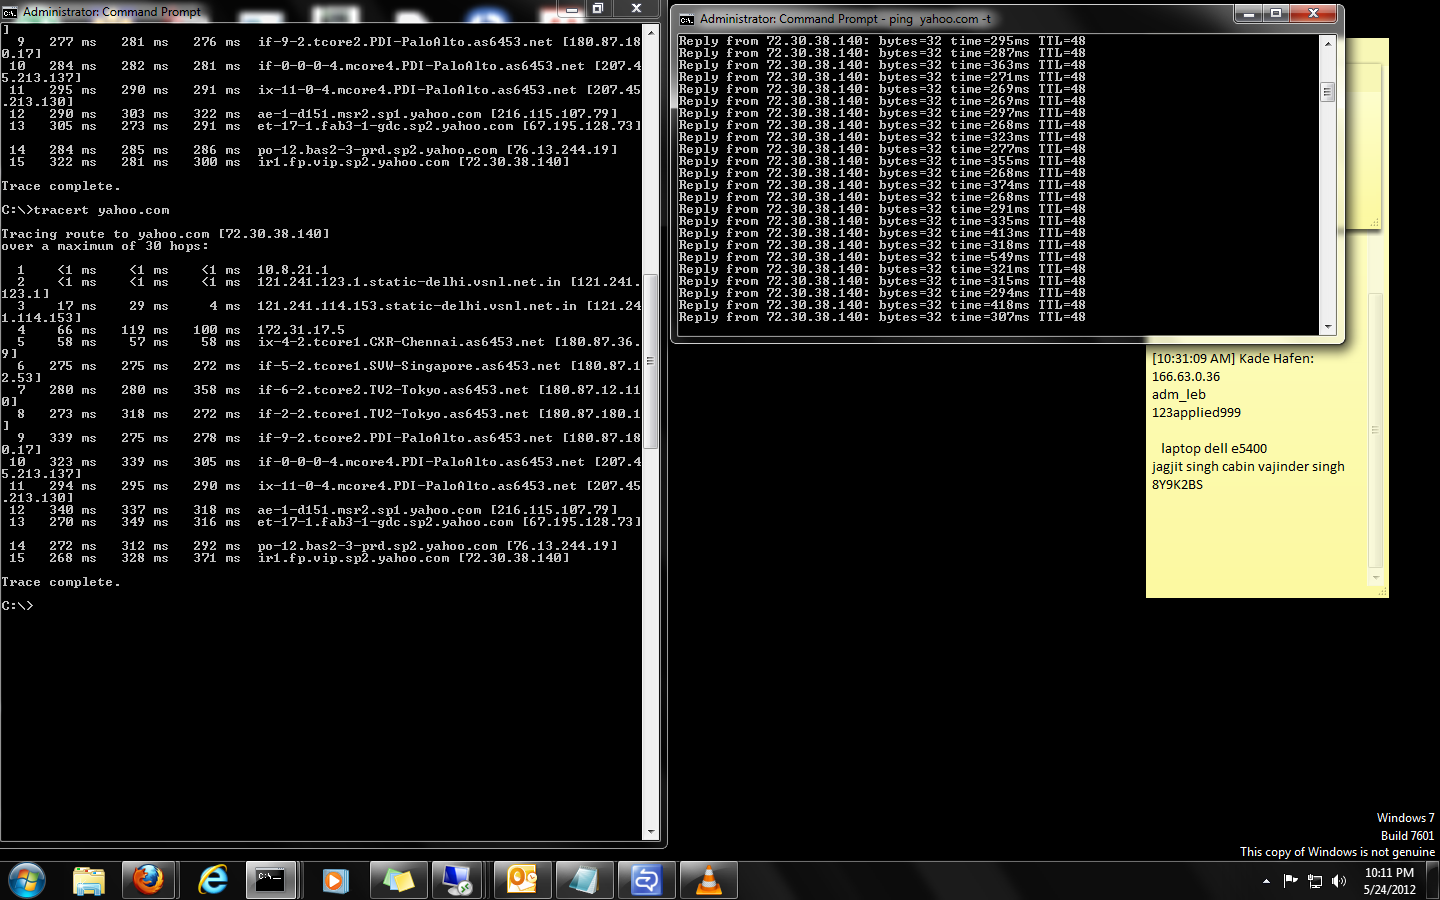 Administrator: Command Prompt
]
9 277 ms 281 ms 276 ms if-9-2.tcore2.PDI-PaloAlto.as6453.net [180.87.18
0.17]
10 284 ms 282 ms 281 ms if-0-0-0-4.mcore4.PDI-PaloAlto.as6453.net [207.4
5.213.137]
11 295 ms 290 ms 291 ms ix-11-0-4.mcore4.PDI-PaloAlto.as6453.net [207.45
.213.130]
12 290 ms 303 ms 322 ms ae-1-d151.msr2.sp1.yahoo.com [216.115.107.79]
13 305 ms 273 ms 291 ms et-17-1.fab3-1-gdc.sp2.yahoo.com [67.195.128.73]
14 284 ms 285 ms 286 ms po-12.bas2-3-prd.sp2.yahoo.com [76.13.244.19]
15 322 ms 281 ms 300 ms ir1.fp.vip.sp2.yahoo.com [72.30.38.140]
Trace complete.
C:\>tracert yahoo.com
Tracing route to yahoo.com [72.30.38.140]
over a maximum of 30 hops:
1 <1 ms <1 ms <1 ms 10.8.21.1
2 <1 ms <1 ms <1 ms 121.241.123.1.static-delhi.vsnl.net.in [121.241.
123.1]
3 17 ms 29 ms 4 ms 121.241.114.153.static-delhi.vsnl.net.in [121.24
1.114.153]
4 66 ms 119 ms 100 ms 172.31.17.5
5 58 ms 57 ms 58 ms ix-4-2.tcore1.CXR-Chennai.as6453.net [180.87.36.
9]
6 275 ms 275 ms 272 ms if-5-2.tcore1.SVW-Singapore.as6453.net [180.87.1
2.53]
7 280 ms 280 ms 358 ms if-6-2.tcore2.TV2-Tokyo.as6453.net [180.87.12.11
0]
8 273 ms 318 ms 272 ms if-2-2.tcore1.TV2-Tokyo.as6453.net [180.87.180.1
]
9 339 ms 275 ms 278 ms if-9-2.tcore2.PDI-PaloAlto.as6453.net [180.87.18
0.17]
10 323 ms 339 ms 305 ms if-0-0-0-4.mcore4.PDI-PaloAlto.as6453.net [207.4
5.213.137]
11 294 ms 295 ms 290 ms ix-11-0-4.mcore4.PDI-PaloAlto.as6453.net [207.45
.213.130]
12 340 ms 337 ms 318 ms ae-1-d151.msr2.sp1.yahoo.com [216.115.107.79]
13 270 ms 349 ms 316 ms et-17-1.fab3-1-gdc.sp2.yahoo.com [67.195.128.73]
14 272 ms 312 ms 292 ms po-12.bas2-3-prd.sp2.yahoo.com [76.13.244.19]
15 268 ms 328 ms 371 ms ir1.fp.vip.sp2.yahoo.com [72.30.38.140]
Trace complete.
C:\>
Administrator: Command Prompt - ping yahoo.com -t
Reply from 72.30.38.140: bytes=32 time=295ms TTL=48
Reply from 72.30.38.140: bytes=32 time=287ms TTL=48
Reply from 72.30.38.140: bytes=32 time=363ms TTL=48
Reply from 72.30.38.140: bytes=32 time=271ms TTL=48
Reply from 72.30.38.140: bytes=32 time=269ms TTL=48
Reply from 72.30.38.140: bytes=32 time=269ms TTL=48
Reply from 72.30.38.140: bytes=32 time=297ms TTL=48
Reply from 72.30.38.140: bytes=32 time=268ms TTL=48
Reply from 72.30.38.140: bytes=32 time=323ms TTL=48
Reply from 72.30.38.140: bytes=32 time=277ms TTL=48
Reply from 72.30.38.140: bytes=32 time=355ms TTL=48
Reply from 72.30.38.140: bytes=32 time=268ms TTL=48
Reply from 72.30.38.140: bytes=32 time=374ms TTL=48
Reply from 72.30.38.140: bytes=32 time=268ms TTL=48
Reply from 72.30.38.140: bytes=32 time=291ms TTL=48
Reply from 72.30.38.140: bytes=32 time=335ms TTL=48
Reply from 72.30.38.140: bytes=32 time=413ms TTL=48
Reply from 72.30.38.140: bytes=32 time=318ms TTL=48
Reply from 72.30.38.140: bytes=32 time=549ms TTL=48
Reply from 72.30.38.140: bytes=32 time=321ms TTL=48
Reply from 72.30.38.140: bytes=32 time=315ms TTL=48
Reply from 72.30.38.140: bytes=32 time=294ms TTL=48
Reply from 72.30.38.140: bytes=32 time=418ms TTL=48
Reply from 72.30.38.140: bytes=32 time=307ms TTL=48
[10:31:09 AM] Kade Hafen:
166.63.0.36
adm_leb
123applied999
laptop dell e5400
jagjit singh cabin vajinder singh
8Y9K2BS
Windows 7
Build 7601
This copy of Windows is not genuine
10:11 PM
5/24/2012